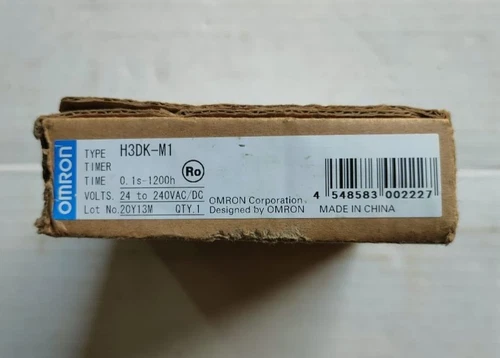 OMRON
TYPE H3DK-M1
TIMER
Ro
TIME 0.1s-1200h
VOLTS. 24 to 240VAC/DC
Lot No. 20Y13M QTY.1
OMRON Corporation
Designed by OMRON
4 548583 002227
MADE IN CHINA